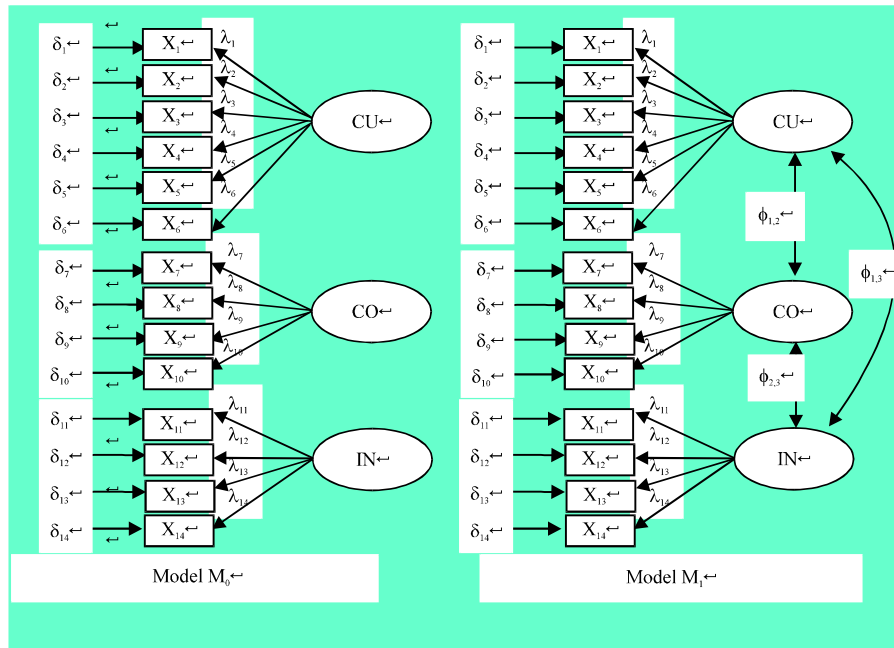 δ₁↵ X₁↵ λ₁
δ₂↵ X₂↵ λ₂
δ₃↵ X₃↵ λ₃
CU↵
δ₄↵ X₄↵ λ₄
δ₅↵ X₅↵ λ₅
δ₆↵ X₆↵ λ₆
δ₇↵ X₇↵ λ₇
δ₈↵ X₈↵ λ₈
CO↵
δ₉↵ X₉↵ λ₉
δ₁₀↵ X₁₀↵ λ₁₀
δ₁₁↵ X₁₁↵ λ₁₁
δ₁₂↵ X₁₂↵ λ₁₂
IN↵
δ₁₃↵ X₁₃↵ λ₁₃
δ₁₄↵ X₁₄↵ λ₁₄
Model M₀↵
δ₁↵ X₁↵ λ₁
δ₂↵ X₂↵ λ₂
δ₃↵ X₃↵ λ₃
CU↵
δ₄↵ X₄↵ λ₄
δ₅↵ X₅↵ λ₅
δ₆↵ X₆↵ λ₆
ϕ₁,₂↵
ϕ₁,₃↵
δ₇↵ X₇↵ λ₇
δ₈↵ X₈↵ λ₈
CO↵
δ₉↵ X₉↵ λ₉
δ₁₀↵ X₁₀↵ λ₁₀
ϕ₂,₃↵
δ₁₁↵ X₁₁↵ λ₁₁
δ₁₂↵ X₁₂↵ λ₁₂
IN↵
δ₁₃↵ X₁₃↵ λ₁₃
δ₁₄↵ X₁₄↵ λ₁₄
Model M₁↵